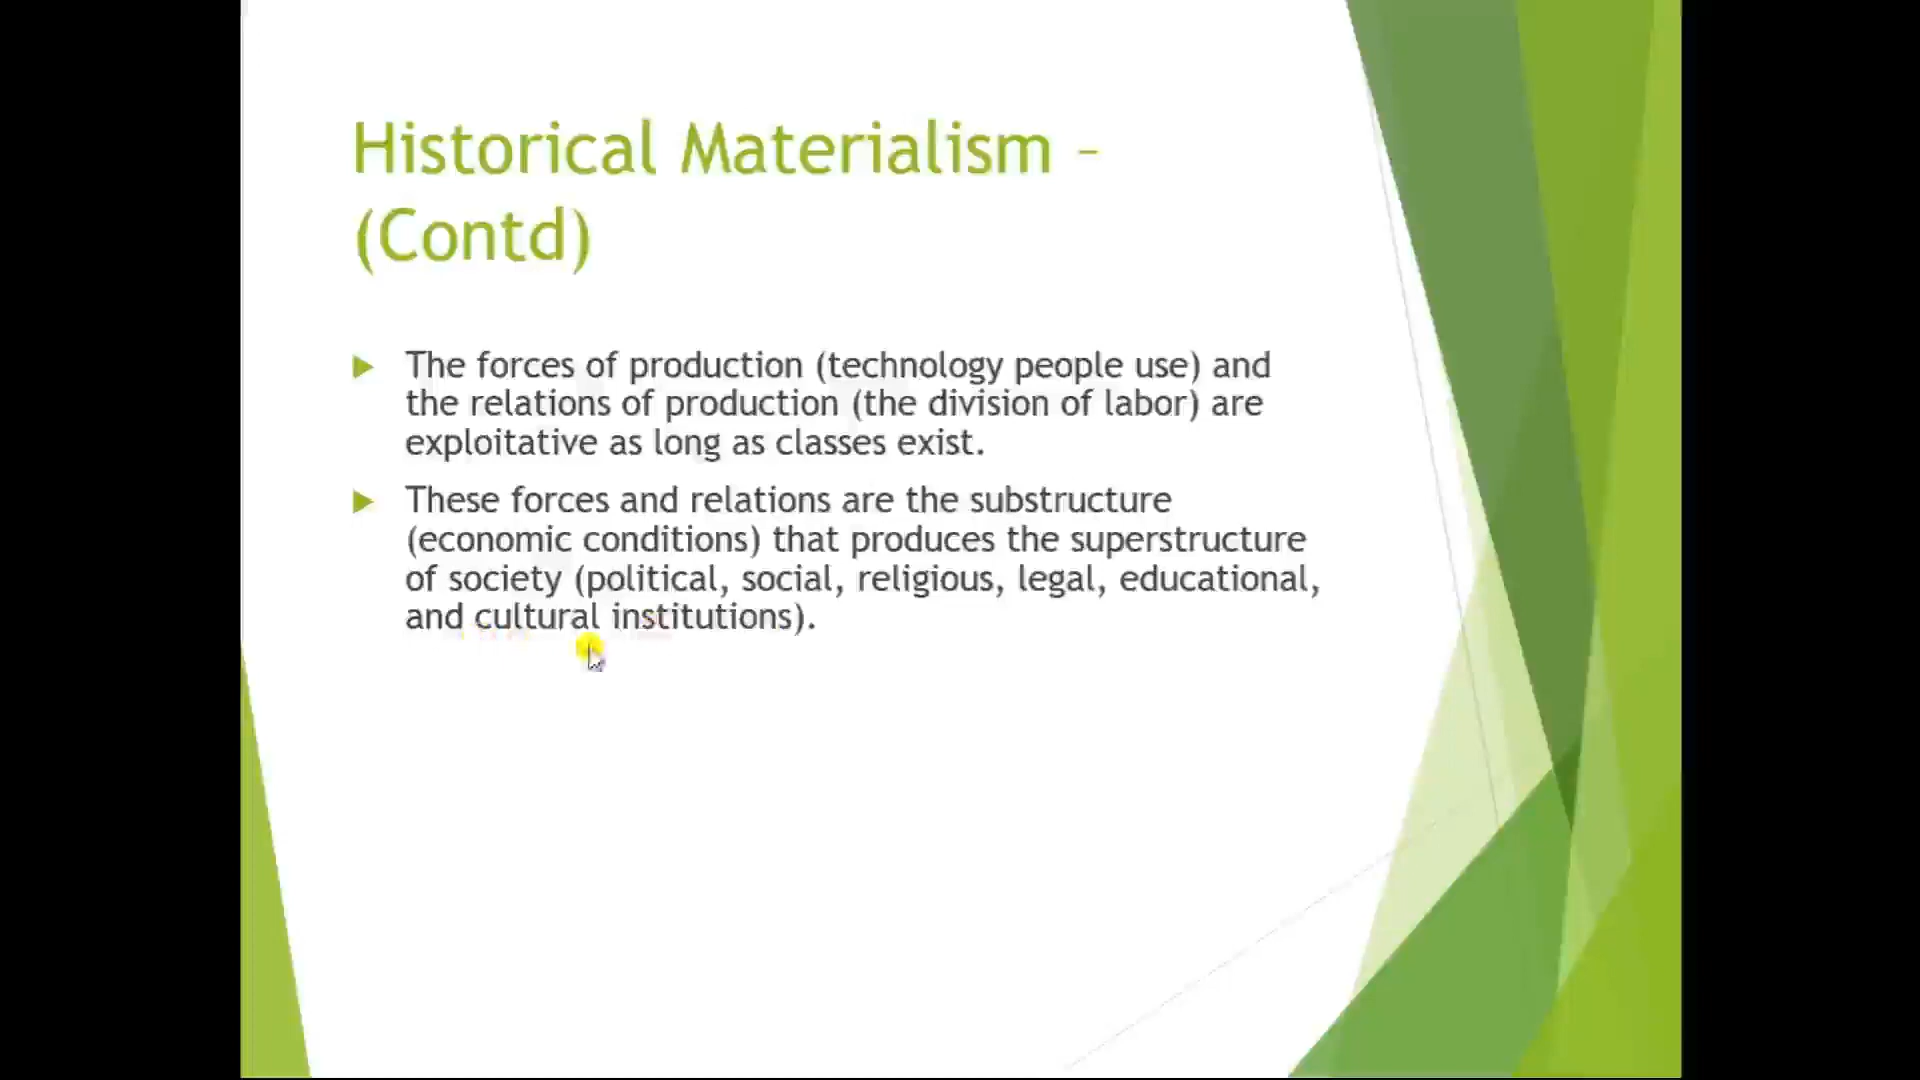 Historical Materialism –
(Contd)
The forces of production (technology people use) and
the relations of production (the division of labor) are
exploitative as long as classes exist.
These forces and relations are the substructure
(economic conditions) that produces the superstructure
of society (political, social, religious, legal, educational,
and cultural institutions).